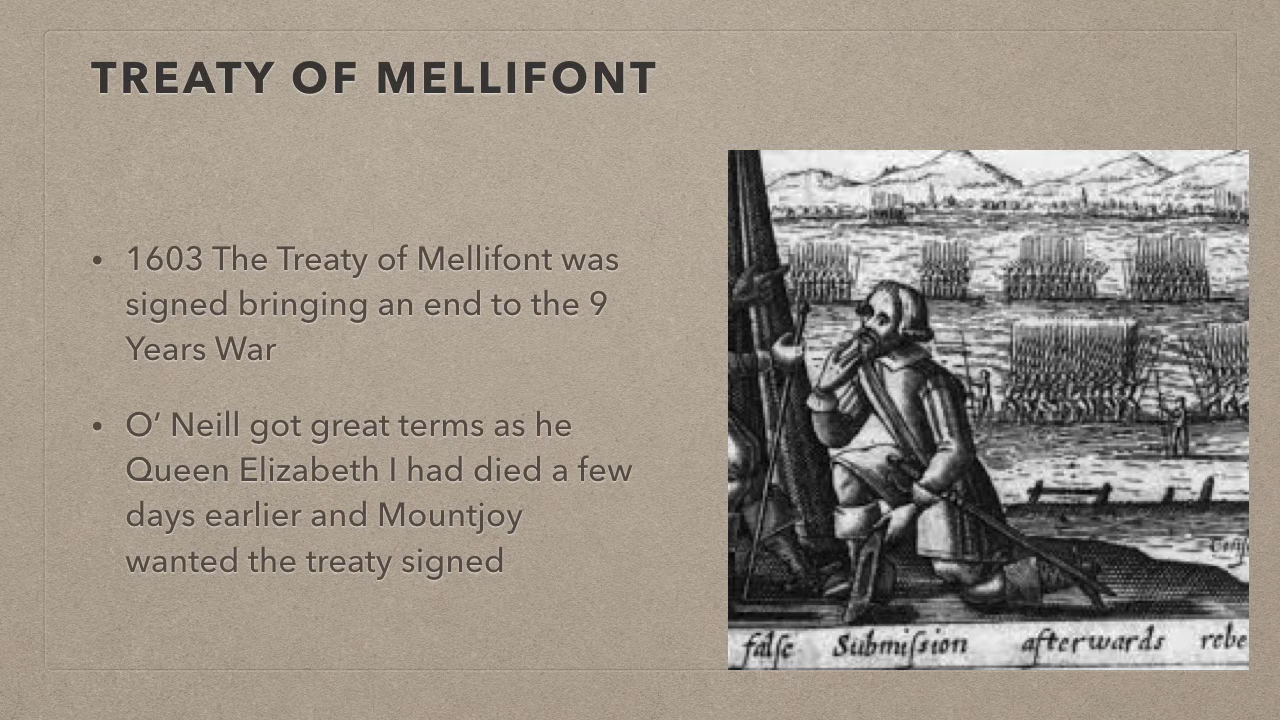 TREATY OF MELLIFONT
• 1603 The Treaty of Mellifont was
signed bringing an end to the 9
Years War
• O’ Neill got great terms as he
Queen Elizabeth I had died a few
days earlier and Mountjoy
wanted the treaty signed
falſe Submiſsion afterwards rebe